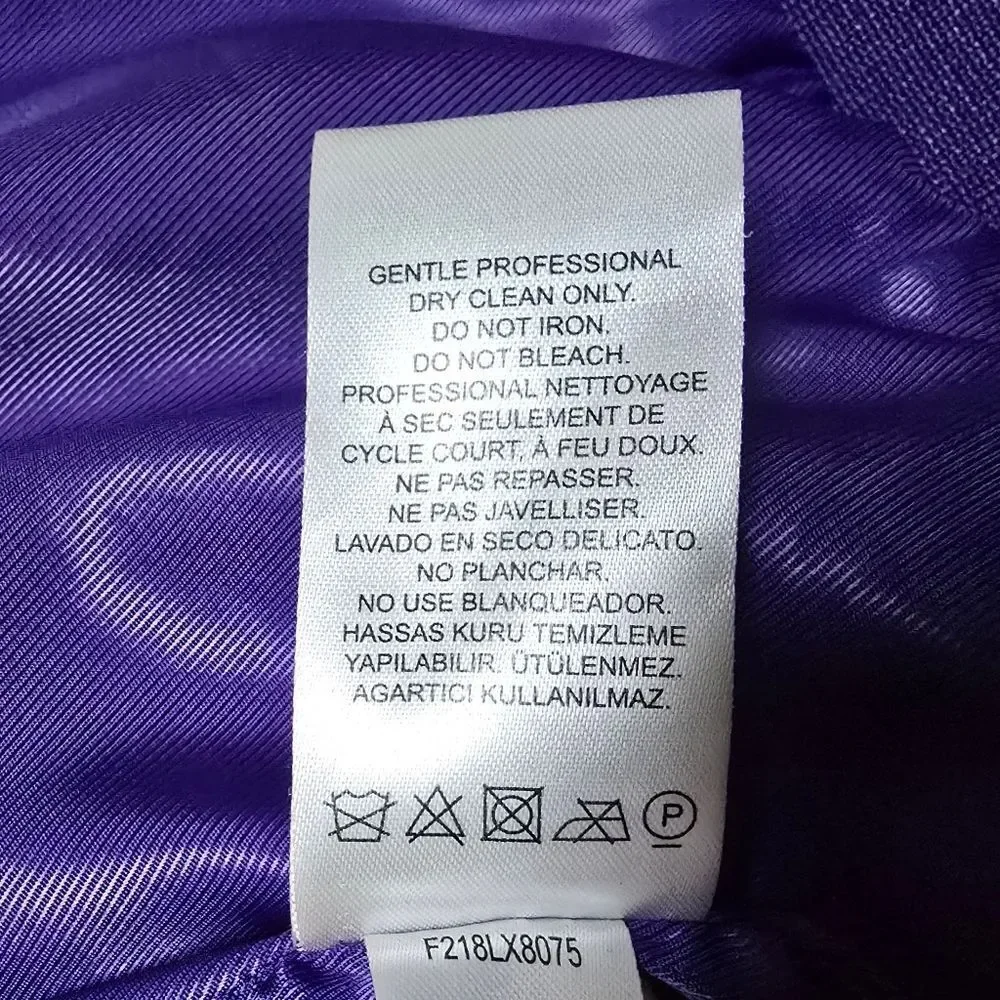 GENTLE PROFESSIONAL
DRY CLEAN ONLY.
DO NOT IRON.
DO NOT BLEACH.
PROFESSIONAL NETTOYAGE
À SEC SEULEMENT DE
CYCLE COURT, À FEU DOUX.
NE PAS REPASSER.
NE PAS JAVELLISER.
LAVADO EN SECO DELICATO.
NO PLANCHAR.
NO USE BLANQUEADOR.
HASSAS KURU TEMIZLEME
YAPILABILIR. ÜTÜLENMEZ.
AGARTICI KULLANILMAZ.
P
F218LX8075